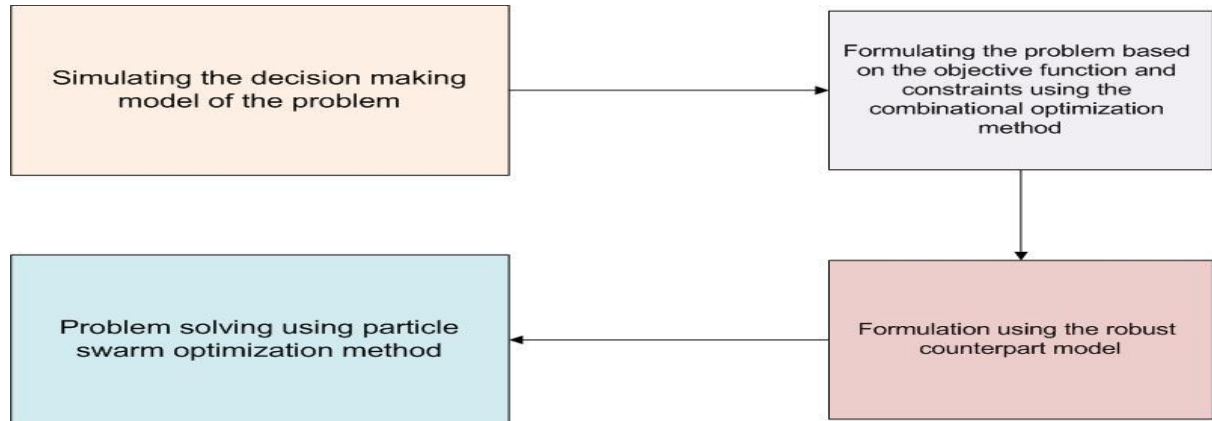 Simulating the decision making
model of the problem
Formulating the problem based
on the objective function and
constraints using the
combinational optimization
method
Formulation using the robust
counterpart model
Problem solving using particle
swarm optimization method